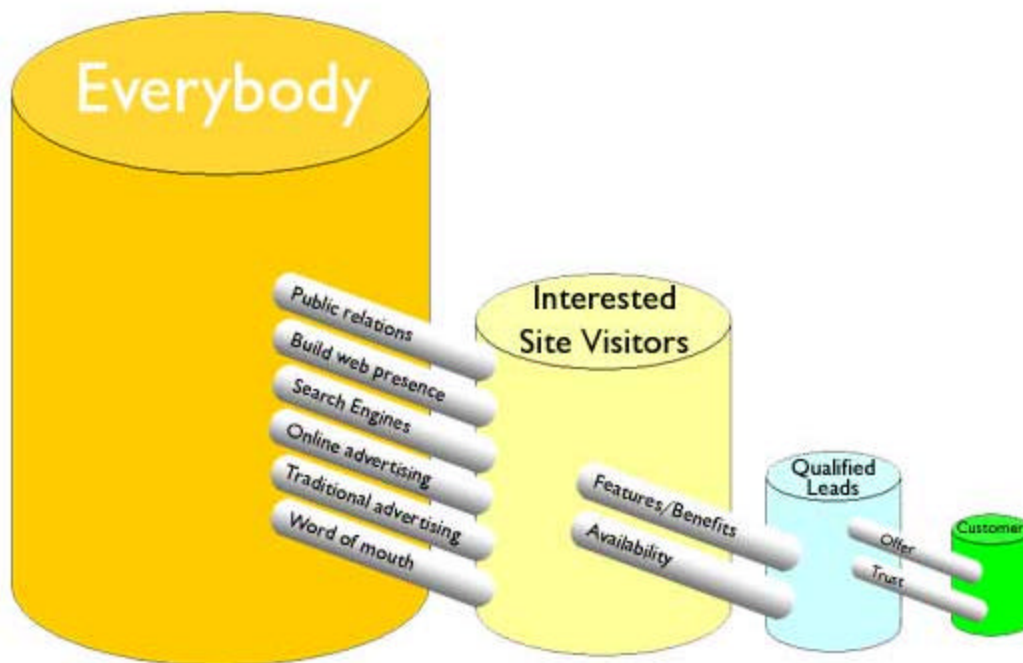 Everybody
Public relations
Build web presence
Search Engines
Online advertising
Traditional advertising
Word of mouth
Interested
Site Visitors
Features/Benefits
Availability
Qualified
Leads
Offer
Trust
Customer